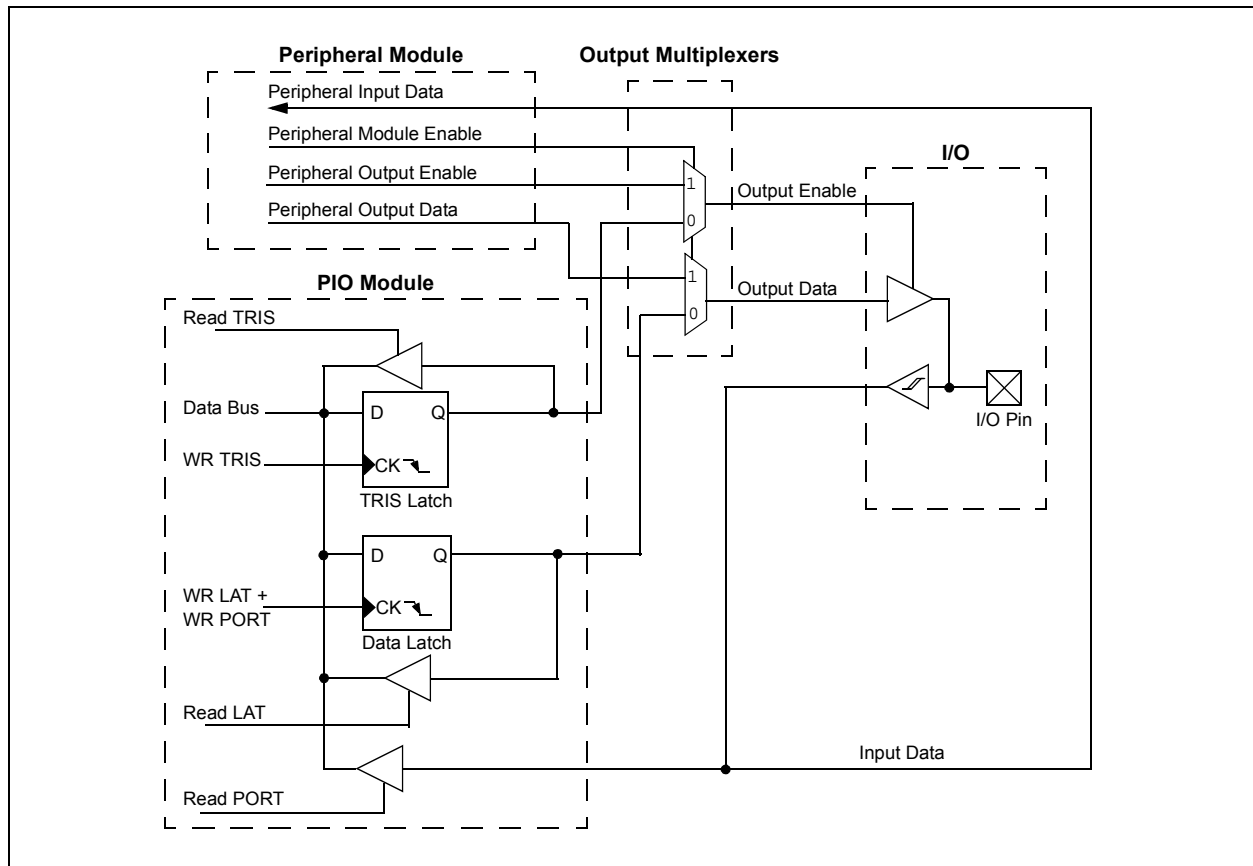 Peripheral Module
Output Multiplexers
Peripheral Input Data
Peripheral Module Enable
I/O
Peripheral Output Enable
1
Output Enable
Peripheral Output Data
0
1
PIO Module
Output Data
0
Read TRIS
Data Bus
D
Q
I/O Pin
WR TRIS
CK
TRIS Latch
D
Q
WR LAT +
WR PORT
CK
Data Latch
Read LAT
Input Data
Read PORT